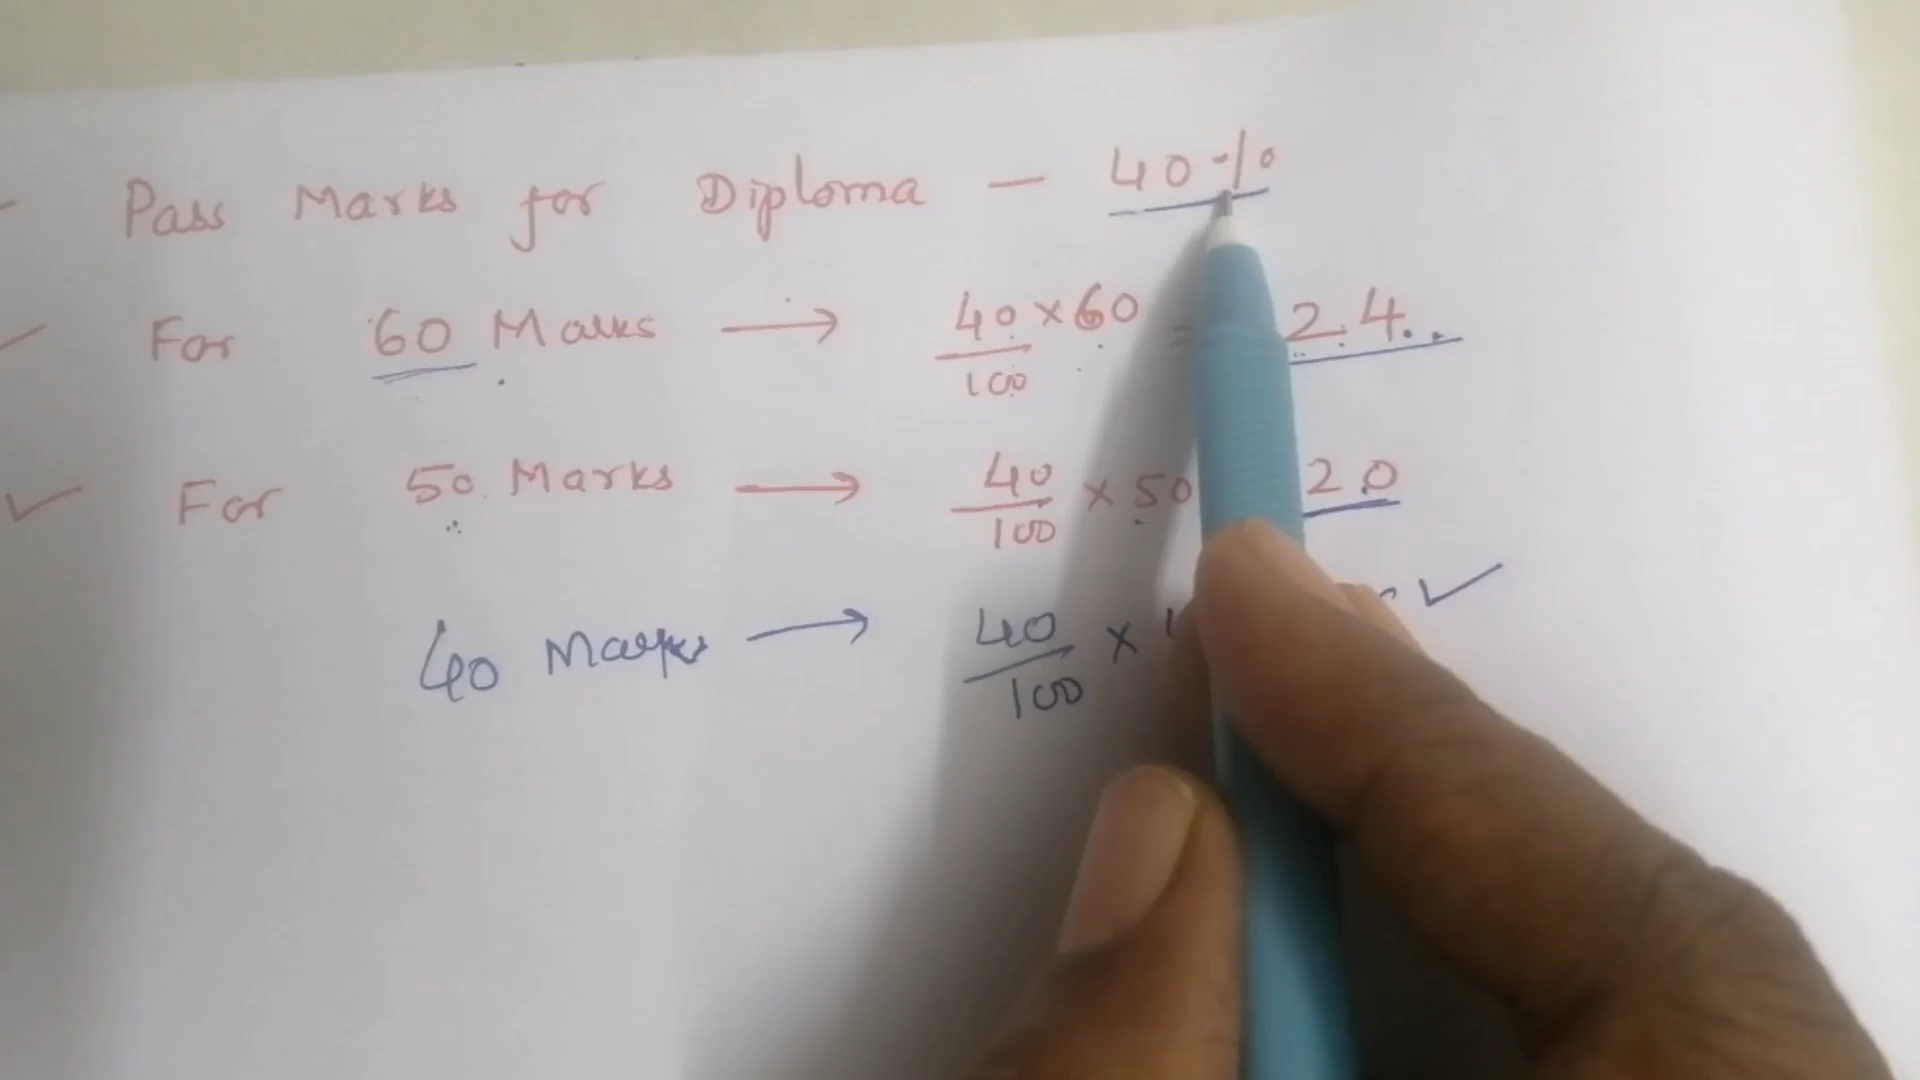 Pass Marks for Diploma — 40%
For 60 Marks → 40/100 × 60 = 24
For 50 Marks → 40/100 × 50 20
40 Marks → 40/100 ×